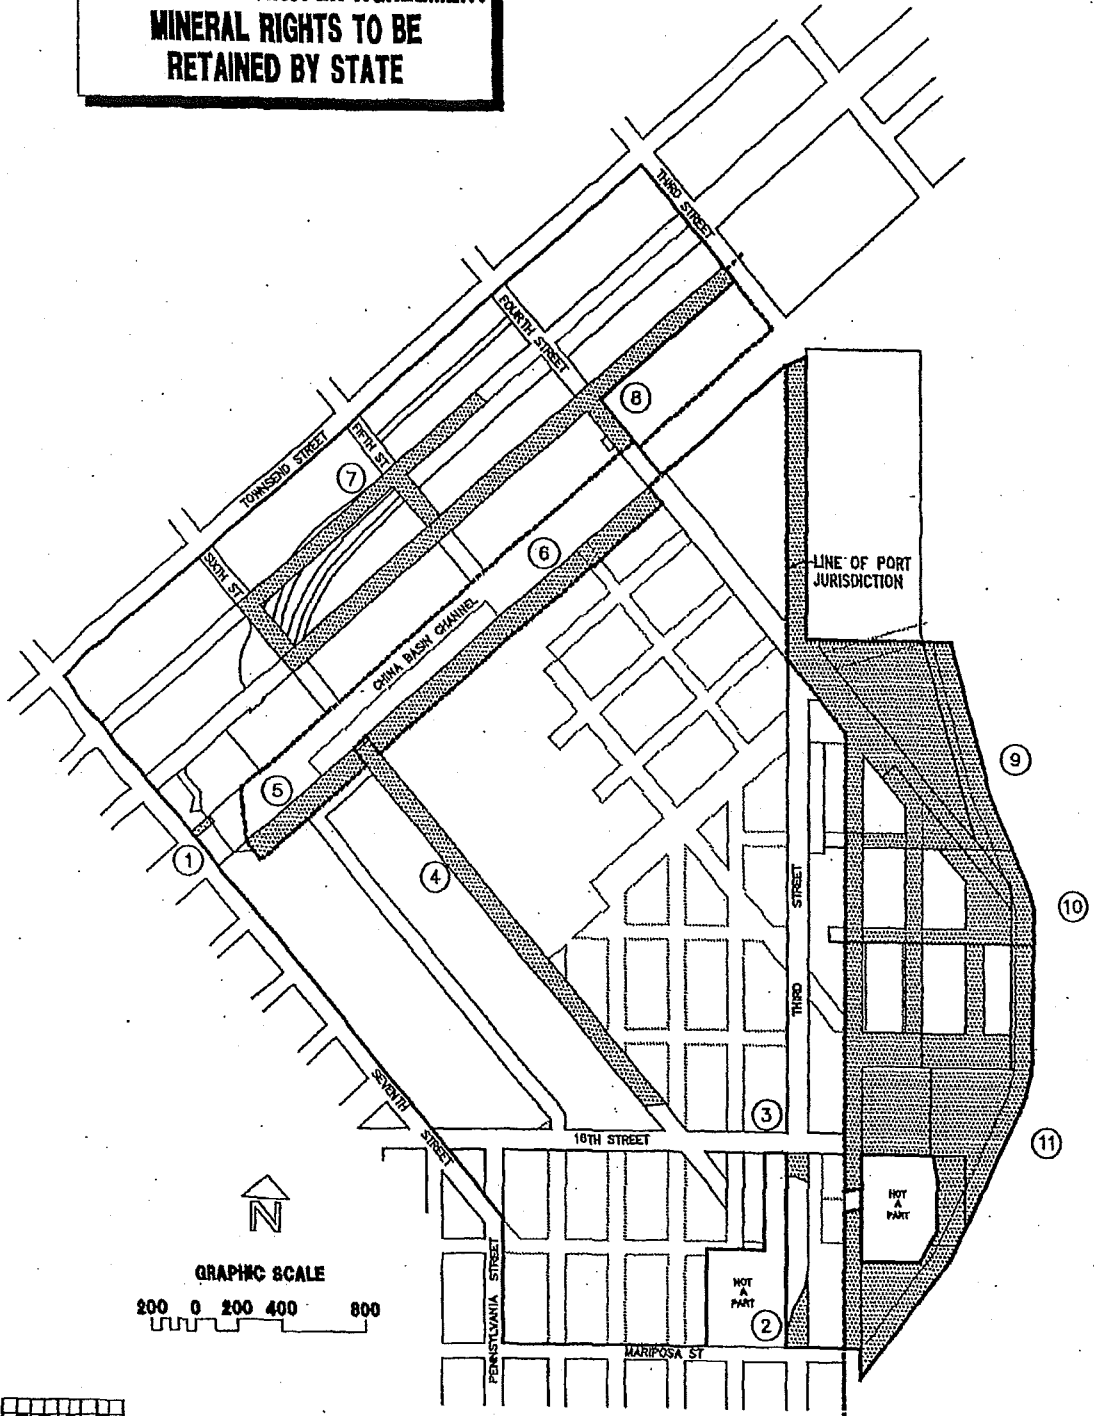 MINERAL RIGHTS TO BE
RETAINED BY STATE
THIRD STREET
FOURTH STREET
8
FIFTH ST
TOWNSEND STREET
7
6
SIXTH ST
LINE OF PORT
JURISDICTION
CHINA BASIN CHANNEL
5
9
1
4
THIRD STREET
10
SEVENTH
STREET
3
16TH STREET
11
NOT
A
PART
N
GRAPHIC SCALE
200 0 200 400 800
PENNSYLVANIA STREET
NOT
A
PART
2
MARIPOSA ST